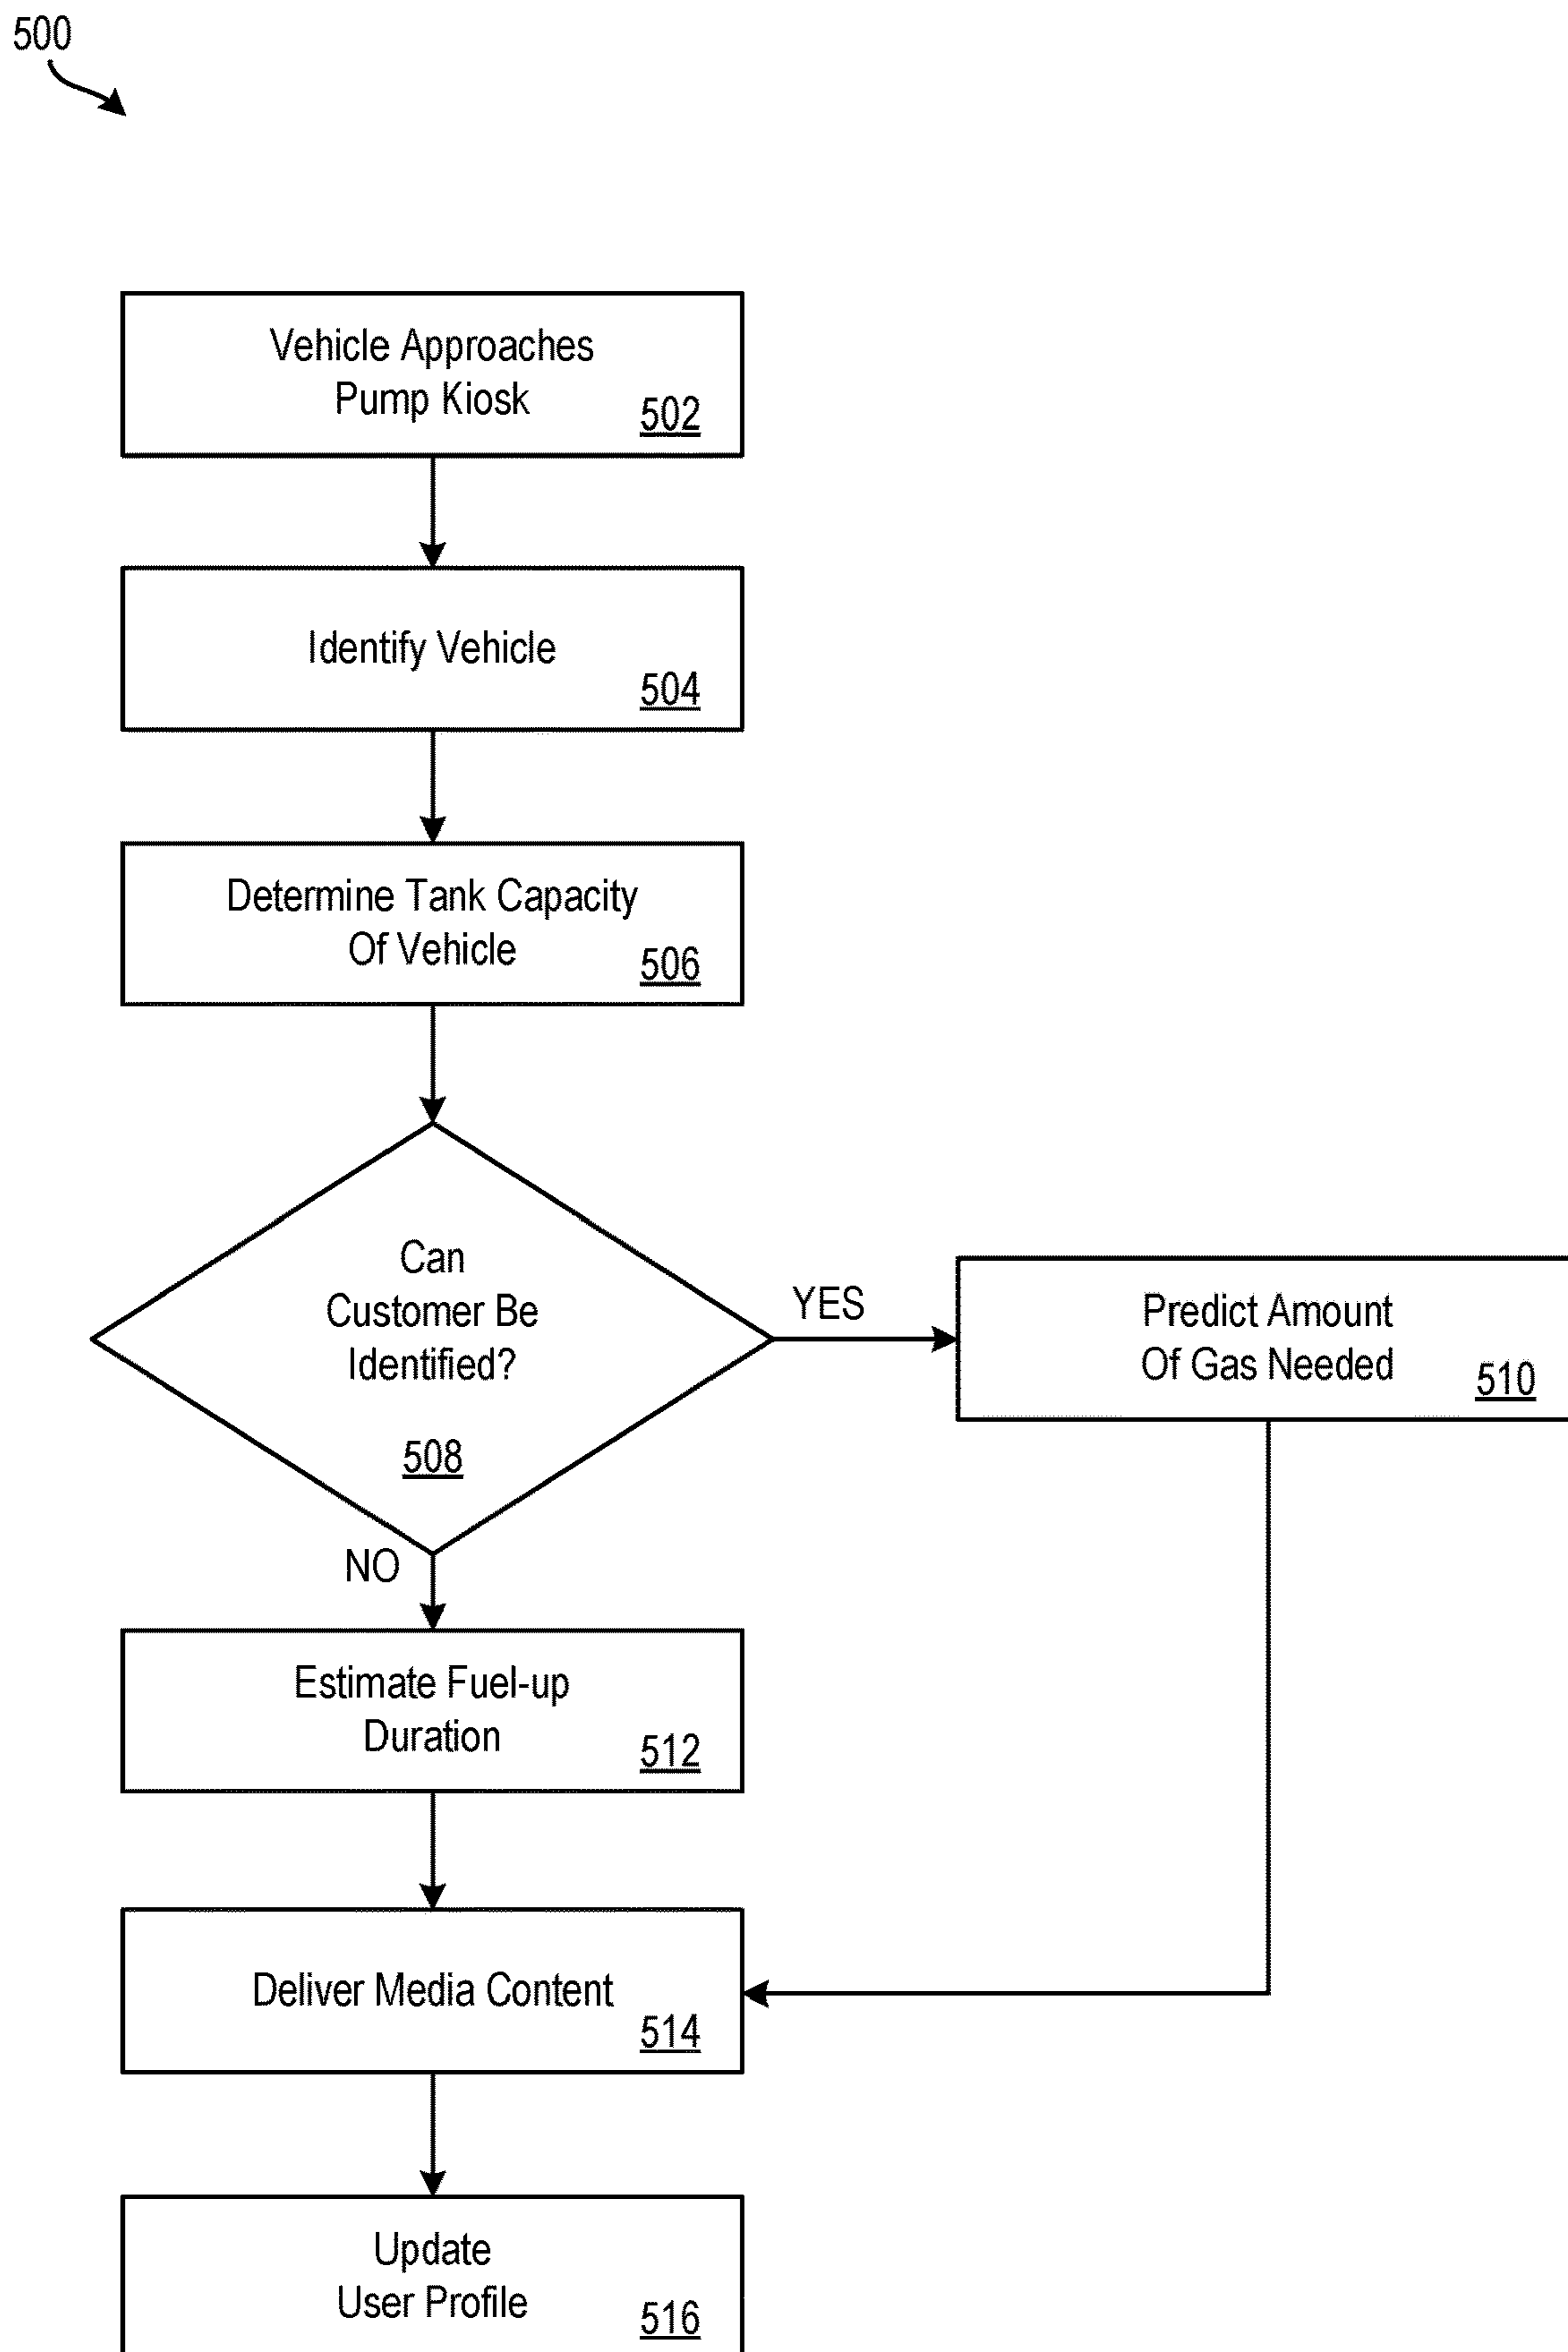 500
Vehicle Approaches
Pump Kiosk
502
Identify Vehicle
504
Determine Tank Capacity
Of Vehicle
506
Can
Customer Be
Identified?
508
YES
Predict Amount
Of Gas Needed
510
NO
Estimate Fuel-up
Duration
512
Deliver Media Content
514
Update
User Profile
516